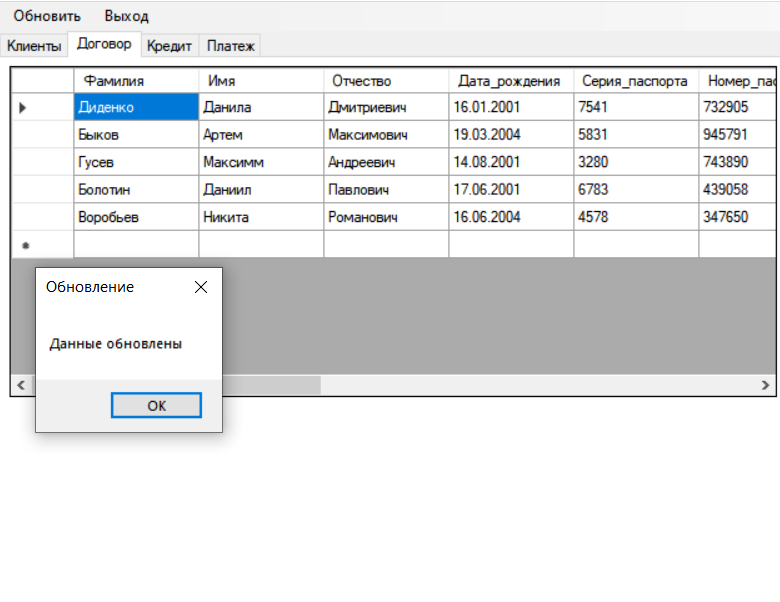 Обновить Выход
Клиенты Договор Кредит Платеж
Фамилия Имя Отчество Дата_рождения Серия_паспорта Номер_пас
Диденко Данила Дмитриевич 16.01.2001 7541 732905
Быков Артем Максимович 19.03.2004 5831 945791
Гусев Максимм Андреевич 14.08.2001 3280 743890
Болотин Даниил Павлович 17.06.2001 6783 439058
Воробьев Никита Романович 16.06.2004 4578 347650
Обновление
Данные обновлены
OK